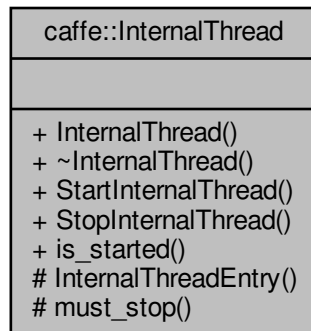 caffe::InternalThread
+ InternalThread()
+ ~InternalThread()
+ StartInternalThread()
+ StopInternalThread()
+ is_started()
# InternalThreadEntry()
# must_stop()